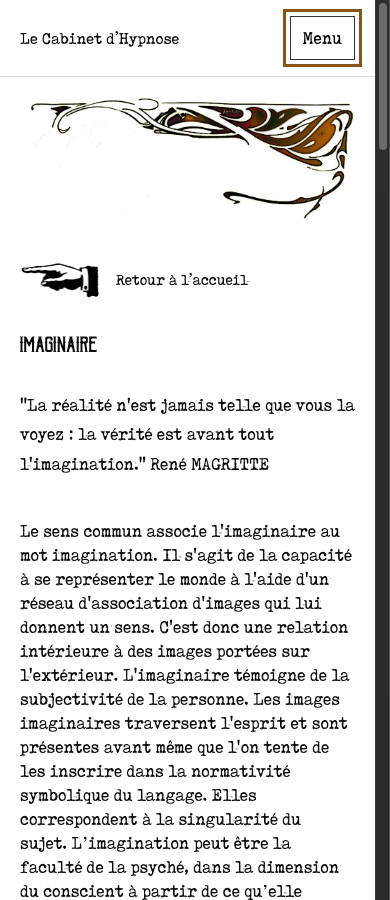 Le Cabinet d’Hypnose
Menu
Retour à l’accueil
IMAGINAIRE
"La réalité n'est jamais telle que vous la
voyez : la vérité est avant tout
l'imagination." René MAGRITTE
Le sens commun associe l'imaginaire au
mot imagination. Il s'agit de la capacité
à se représenter le monde à l'aide d'un
réseau d'association d'images qui lui
donnent un sens. C'est donc une relation
intérieure à des images portées sur
l'extérieur. L'imaginaire témoigne de la
subjectivité de la personne. Les images
imaginaires traversent l'esprit et sont
présentes avant même que l'on tente de
les inscrire dans la normativité
symbolique du langage. Elles
correspondent à la singularité du
sujet. L’imagination peut être la
faculté de la psyché, dans la dimension
du conscient à partir de ce qu’elle